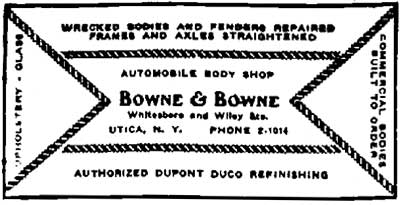 WRECKED BODIES AND FENDERS REPAIRED
FRAMES AND AXLES STRAIGHTENED
UPHOLSTERY - GLASS
AUTOMOBILE BODY SHOP
BOWNE & BOWNE
Whitesboro and Wiley Sts.
UTICA, N. Y. PHONE 2-1014
COMMERCIAL BODIES
BUILT TO ORDER
AUTHORIZED DUPONT DUCO REFINISHING